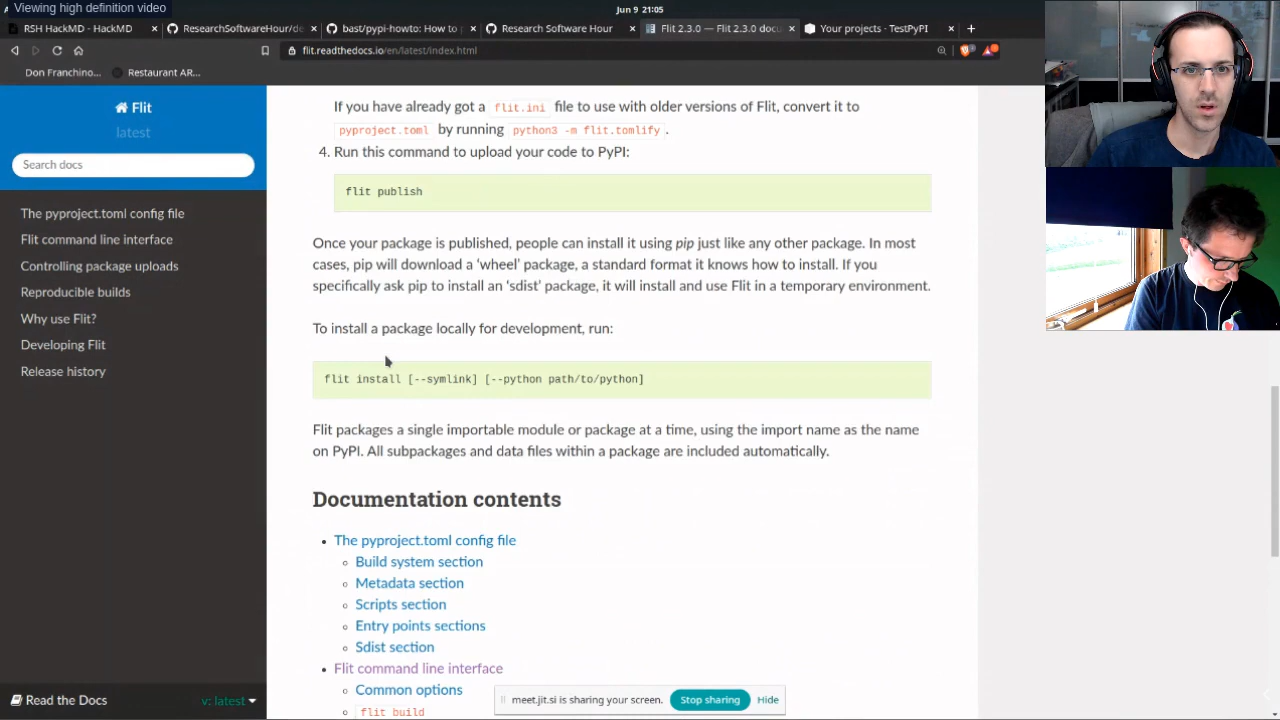 Viewing high definition video
Jun 9 21:05
RSH HackMD - HackMD
ResearchSoftwareHour/de
bast/pypi-howto: How to p
Research Software Hour
Flit 2.3.0 — Flit 2.3.0 docu
Your projects · TestPyPI
flit.readthedocs.io/en/latest/index.html
Don Franchino...
Restaurant AR...
Flit
latest
Search docs
The pyproject.toml config file
Flit command line interface
Controlling package uploads
Reproducible builds
Why use Flit?
Developing Flit
Release history
Read the Docs
v: latest
If you have already got a flit.ini file to use with older versions of Flit, convert it to
pyproject.toml by running python3 -m flit.tomlify .
4. Run this command to upload your code to PyPI:
flit publish
Once your package is published, people can install it using pip just like any other package. In most
cases, pip will download a ‘wheel’ package, a standard format it knows how to install. If you
specifically ask pip to install an ‘sdist’ package, it will install and use Flit in a temporary environment.
To install a package locally for development, run:
flit install [--symlink] [--python path/to/python]
Flit packages a single importable module or package at a time, using the import name as the name
on PyPI. All subpackages and data files within a package are included automatically.
Documentation contents
The pyproject.toml config file
Build system section
Metadata section
Scripts section
Entry points sections
Sdist section
Flit command line interface
Common options
flit build
meet.jit.si is sharing your screen.
Stop sharing
Hide